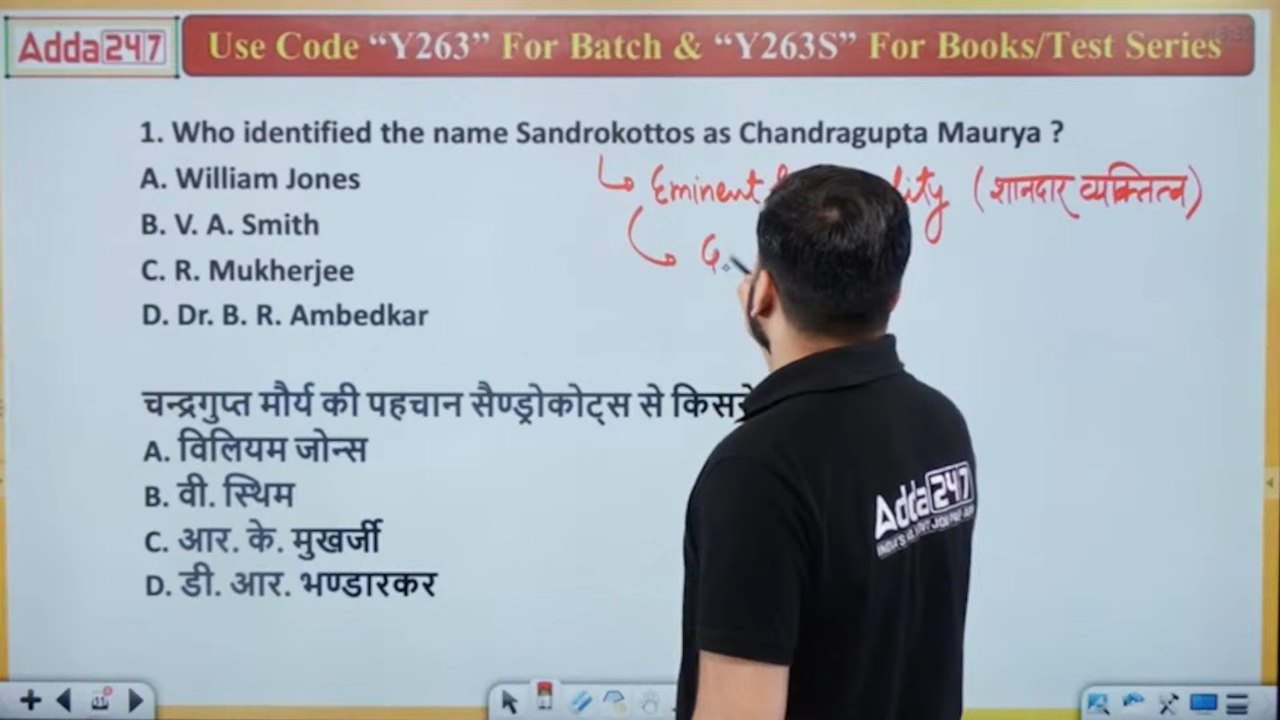 Adda247
Use Code “Y263” For Batch & “Y263S” For Books/Test Series
1. Who identified the name Sandrokottos as Chandragupta Maurya ?
Eminent (शानदार व्यक्तित्व)
A. William Jones
B. V. A. Smith
C. R. Mukherjee
D. Dr. B. R. Ambedkar
चन्द्रगुप्त मौर्य की पहचान सैण्ड्रोकोट्स से
A. विलियम जोन्स
B. वी. स्थिम
C. आर. के. मुखर्जी
D. डी. आर. भण्डारकर
Adda247